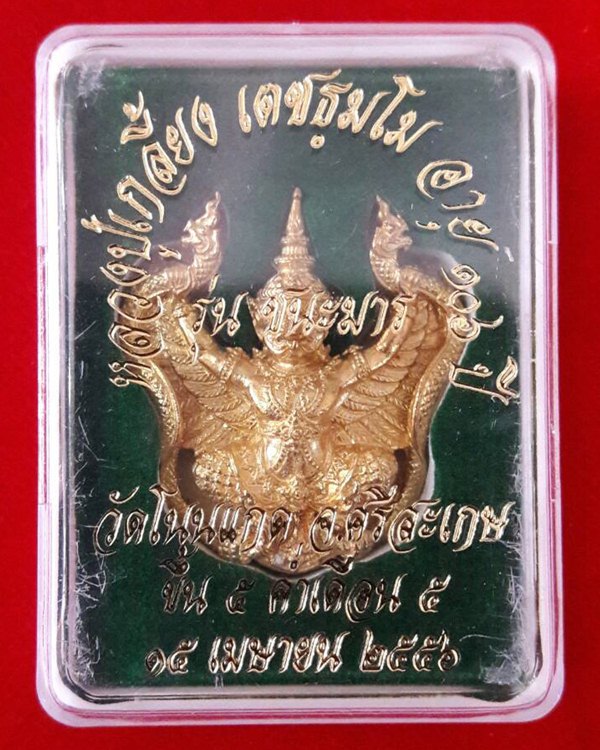 หลวงปู่เกลี้ยง เตชธฺมโม อายุ ๑๐๖ ปี
รุ่น ชนะมาร
วัดโนนแกด จ.ศรีสะเกษ
ขึ้น ๕ ค่ำเดือน ๕
๑๕ เมษายน ๒๕๕๖